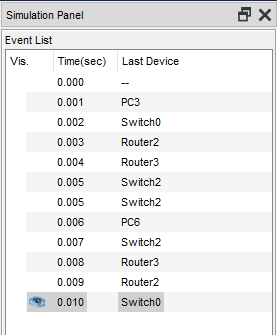 Simulation Panel
Event List
Vis. Time(sec) Last Device
0.000 --
0.001 PC3
0.002 Switch0
0.003 Router2
0.004 Router3
0.005 Switch2
0.005 Switch2
0.006 PC6
0.007 Switch2
0.008 Router3
0.009 Router2
0.010 Switch0